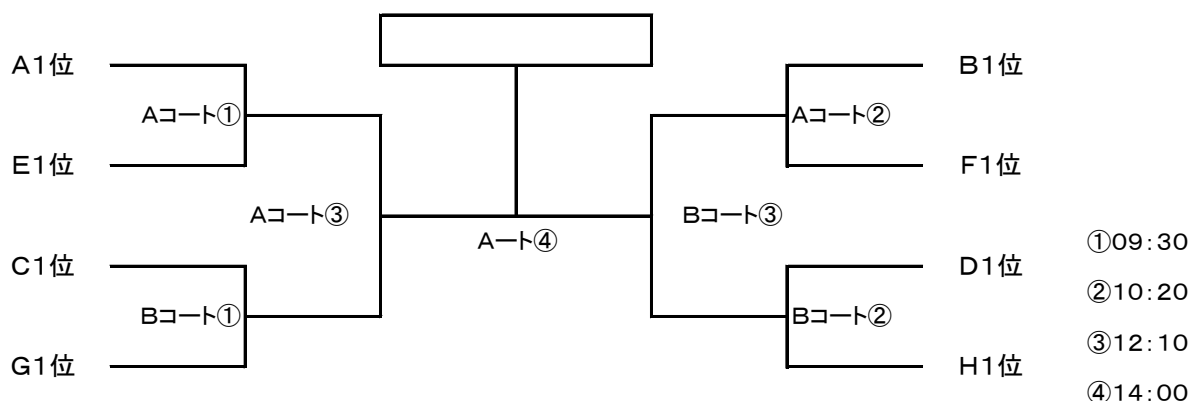 A1位
B1位
Aコート①
Aコート②
E1位
F1位
Aコート③
Bコート③
Aート④
①09:30
C1位
D1位
②10:20
Bコート①
Bコート②
③12:10
G1位
H1位
④14:00